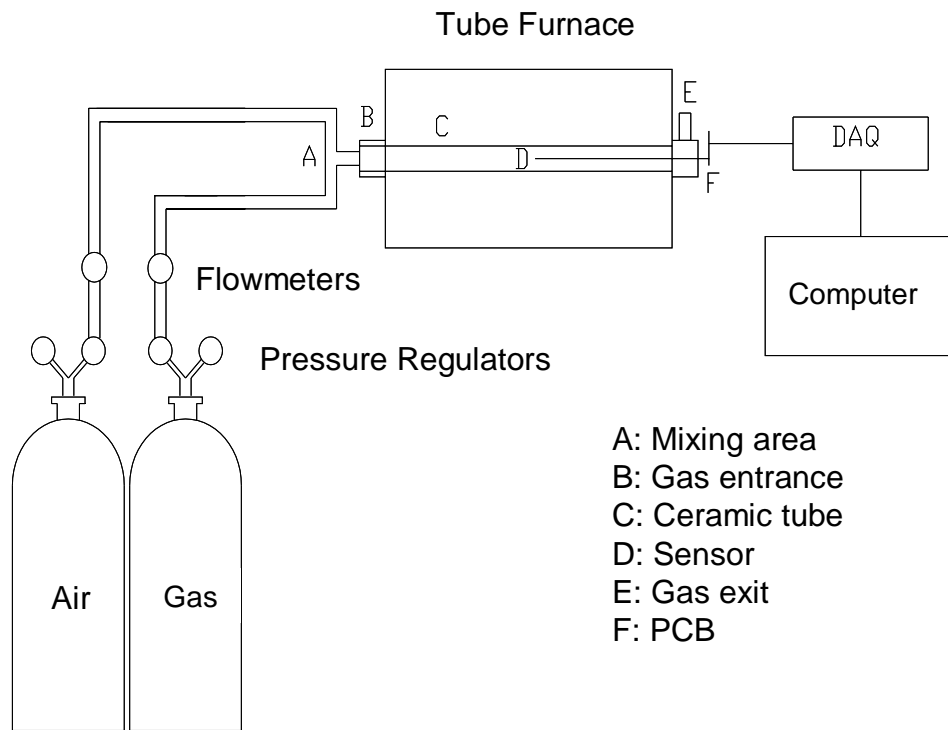 Tube Furnace
E
B
C
A
D
F
DAQ
Computer
Flowmeters
Pressure Regulators
Air
Gas
A: Mixing area
B: Gas entrance
C: Ceramic tube
D: Sensor
E: Gas exit
F: PCB